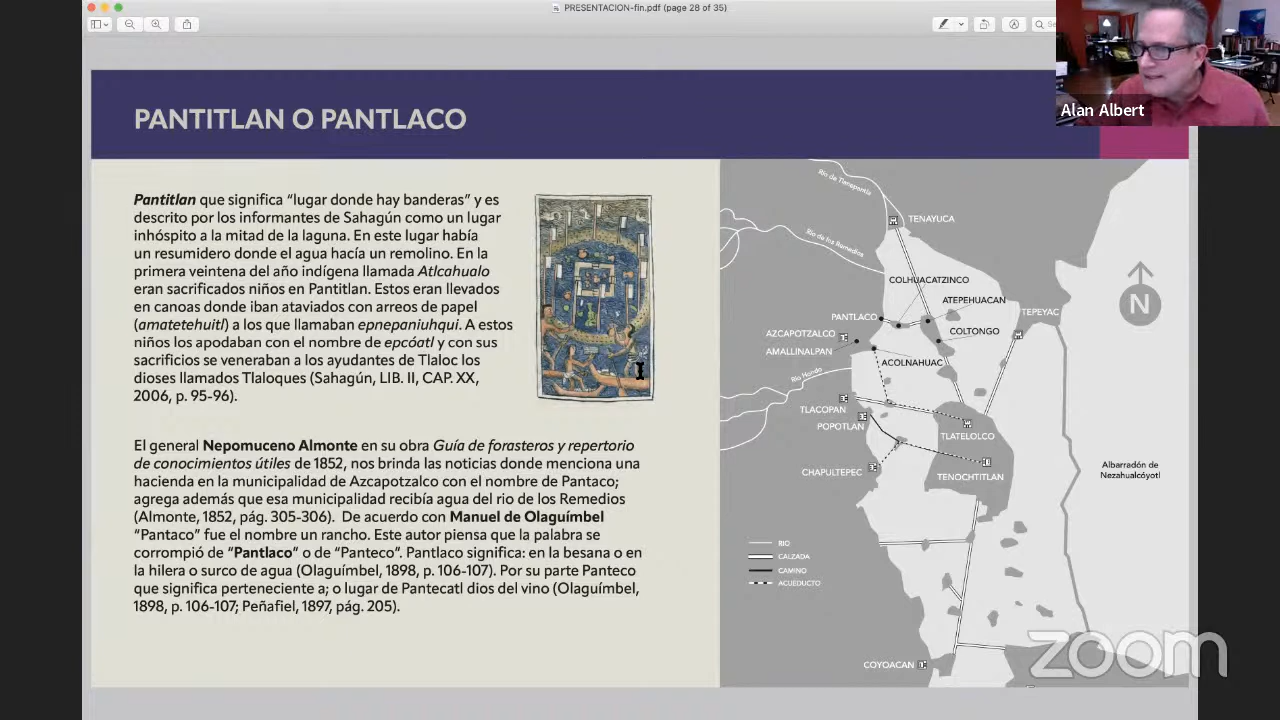 PRESENTACION-fin.pdf (page 28 of 35)
Alan Albert
PANTITLAN O PANTLACO
Pantitlan que significa “lugar donde hay banderas” y es
descrito por los informantes de Sahagún como un lugar
inhóspito a la mitad de la laguna. En este lugar había
un resumidero donde el agua hacía un remolino. En la
primera veintena del año indígena llamada Atlcahualo
eran sacrificados niños en Pantitlan. Estos eran llevados
en canoas donde iban ataviados con arreos de papel
(amatetehuitl) a los que llamaban epnepaniuhqui. A estos
niños los apodaban con el nombre de epcóatl y con sus
sacrificios se veneraban a los ayudantes de Tlaloc los
dioses llamados Tlaloques (Sahagún, LIB. II, CAP. XX,
2006, p. 95-96).
El general Nepomuceno Almonte en su obra Guía de forasteros y repertorio
de conocimientos útiles de 1852, nos brinda las noticias donde menciona una
hacienda en la municipalidad de Azcapotzalco con el nombre de Pantaco;
agrega además que esa municipalidad recibía agua del rio de los Remedios
(Almonte, 1852, pág. 305-306). De acuerdo con Manuel de Olaguímbel
“Pantaco” fue el nombre un rancho. Este autor piensa que la palabra se
corrompió de “Pantlaco” o de “Panteco”. Pantlaco significa: en la besana o en
la hilera o surco de agua (Olaguímbel, 1898, p. 106-107). Por su parte Panteco
que significa perteneciente a; o lugar de Pantecatl dios del vino (Olaguímbel,
1898, p. 106-107; Peñafiel, 1897, pág. 205).
Río de Tlanepantla
TENAYUCA
Río de los Remedios
COLHUACATZINCO
N
ATEPEHUACAN
TEPEYAC
PANTLACO
COLTONGO
AZCAPOTZALCO
AMALLINALPAN
ACOLNAHUAC
Río Hondo
TLACOPAN
POPOTLAN
TLATELOLCO
CHAPULTEPEC
TENOCHTITLAN
Albarradón de
Nezahualcóyotl
RIO
CALZADA
CAMINO
ACUEDUCTO
COYOACAN
zoom